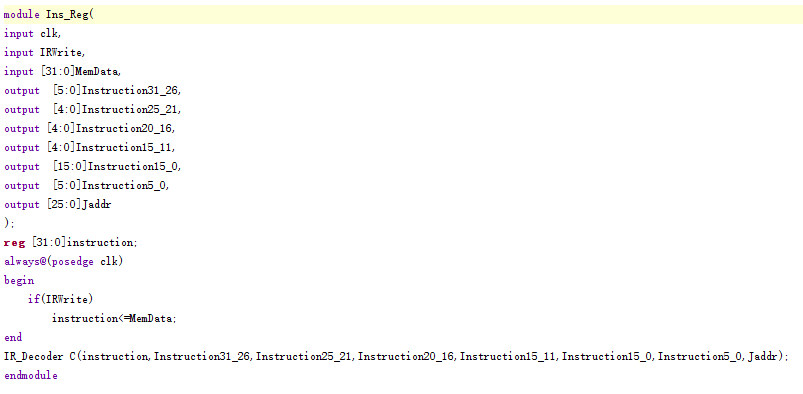 module Ins_Reg(
input clk,
input IRWrite,
input [31:0]MemData,
output  [5:0]Instruction31_26,
output  [4:0]Instruction25_21,
output [4:0]Instruction20_16,
output [4:0]Instruction15_11,
output  [15:0]Instruction15_0,
output  [5:0]Instruction5_0,
output [25:0]Jaddr
);
reg [31:0]instruction;
always@(posedge clk)
begin
    if(IRWrite)
        instruction<=MemData;
end
IR_Decoder C(instruction,Instruction31_26,Instruction25_21,Instruction20_16,Instruction15_11,Instruction15_0,Instruction5_0,Jaddr);
endmodule